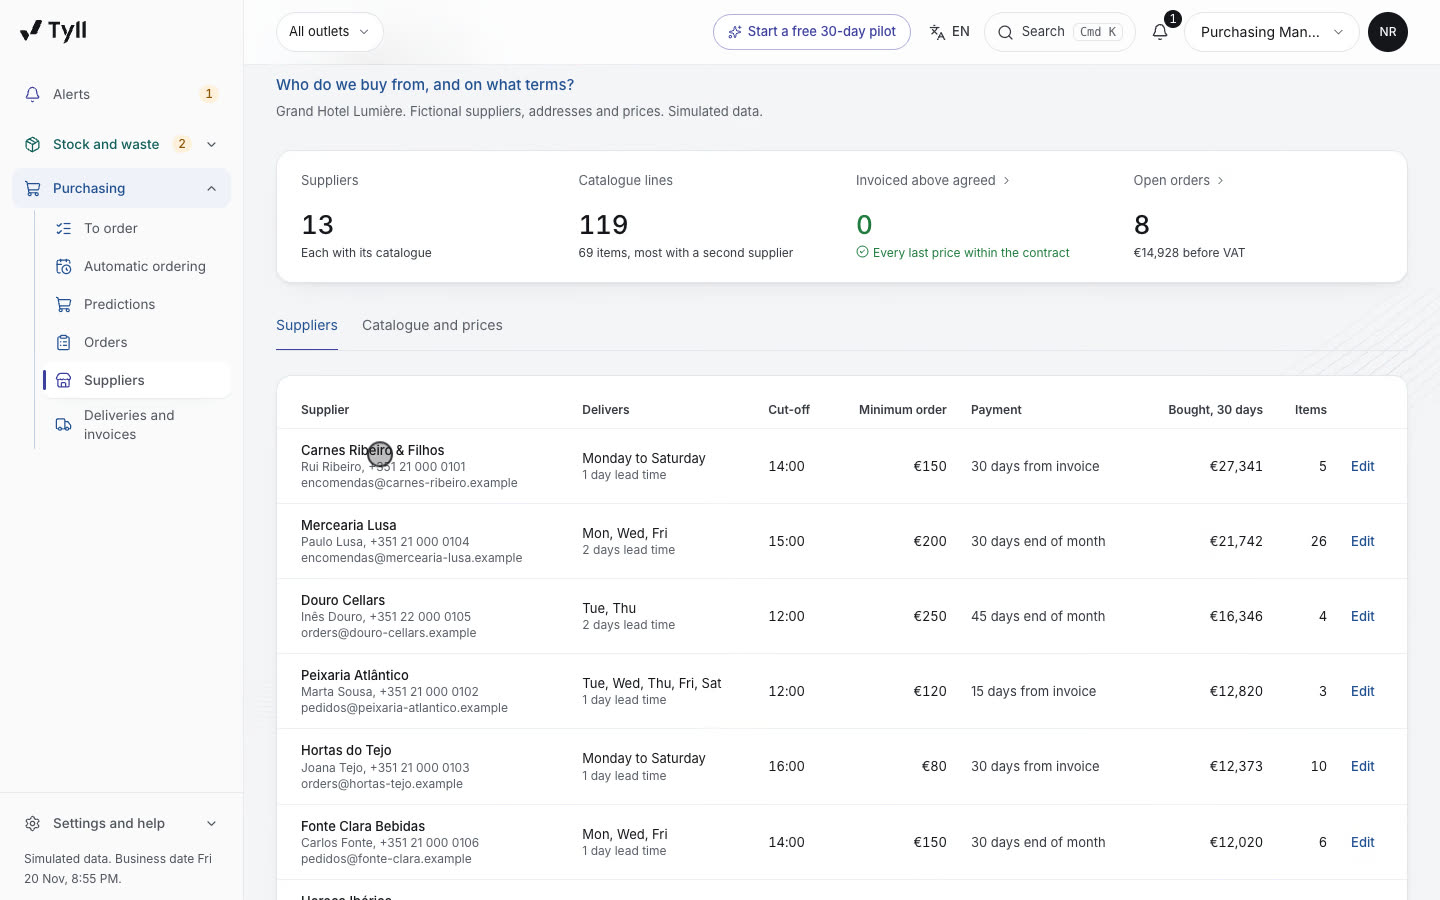 Tyll
All outlets
Start a free 30-day pilot
EN
Search
Cmd K
1
Purchasing Man...
NR
Alerts
1
Stock and waste
2
Purchasing
To order
Automatic ordering
Predictions
Orders
Suppliers
Deliveries and
invoices
Settings and help
Simulated data. Business date Fri
20 Nov, 8:55 PM.
Who do we buy from, and on what terms?
Grand Hotel Lumière. Fictional suppliers, addresses and prices. Simulated data.
Suppliers
13
Each with its catalogue
Catalogue lines
119
69 items, most with a second supplier
Invoiced above agreed
0
Every last price within the contract
Open orders
8
€14,928 before VAT
Suppliers Catalogue and prices
Supplier Delivers Cut-off Minimum order Payment Bought, 30 days Items
Carnes Ribeiro & Filhos
Rui Ribeiro, +351 21 000 0101
encomendas@carnes-ribeiro.example
Monday to Saturday
1 day lead time
14:00 €150 30 days from invoice €27,341 5 Edit
Mercearia Lusa
Paulo Lusa, +351 21 000 0104
encomendas@mercearia-lusa.example
Mon, Wed, Fri
2 days lead time
15:00 €200 30 days end of month €21,742 26 Edit
Douro Cellars
Inês Douro, +351 22 000 0105
orders@douro-cellars.example
Tue, Thu
2 days lead time
12:00 €250 45 days end of month €16,346 4 Edit
Peixaria Atlântico
Marta Sousa, +351 21 000 0102
pedidos@peixaria-atlantico.example
Tue, Wed, Thu, Fri, Sat
1 day lead time
12:00 €120 15 days from invoice €12,820 3 Edit
Hortas do Tejo
Joana Tejo, +351 21 000 0103
orders@hortas-tejo.example
Monday to Saturday
1 day lead time
16:00 €80 30 days from invoice €12,373 10 Edit
Fonte Clara Bebidas
Carlos Fonte, +351 21 000 0106
pedidos@fonte-clara.example
Mon, Wed, Fri
1 day lead time
14:00 €150 30 days end of month €12,020 6 Edit